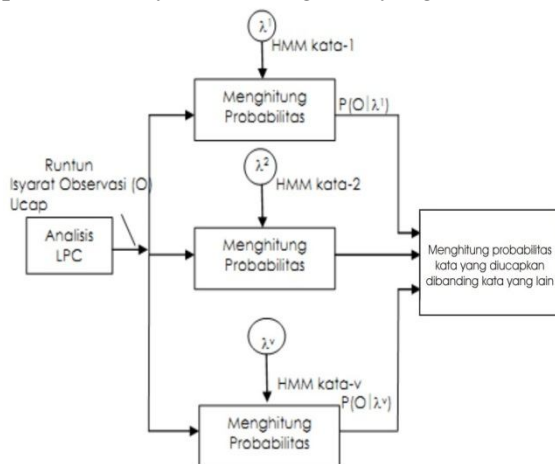 λ¹
HMM kata-1
Menghitung
Probabilitas
P(O|λ¹)
Runtun
Isyarat Observasi (O)
Ucap
Analisis
LPC
λ²
HMM kata-2
Menghitung
Probabilitas
Menghitung probabilitas
kata yang diucapkan
dibanding kata yang lain
λᵛ
HMM kata-v
P(O|λᵛ)
Menghitung
Probabilitas